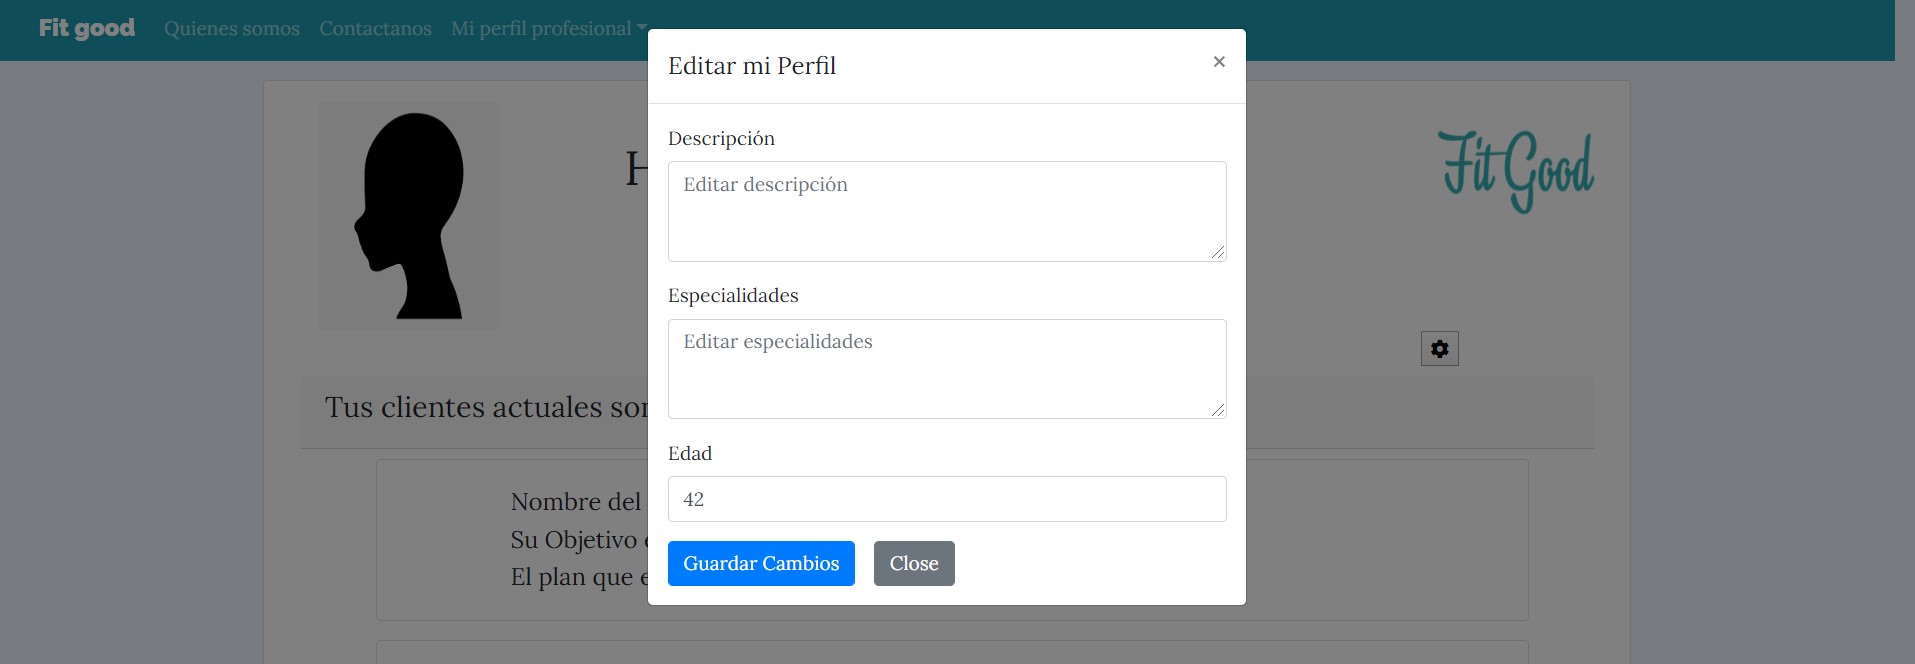 Fit good Quienes somos Contactanos Mi perfil profesional
Editar mi Perfil ×
Descripción
Editar descripción
Especialidades
Editar especialidades
Edad
42
Guardar Cambios Close
H
Fit Good
Tus clientes actuales
Nombre del
Su Objetivo
El plan que